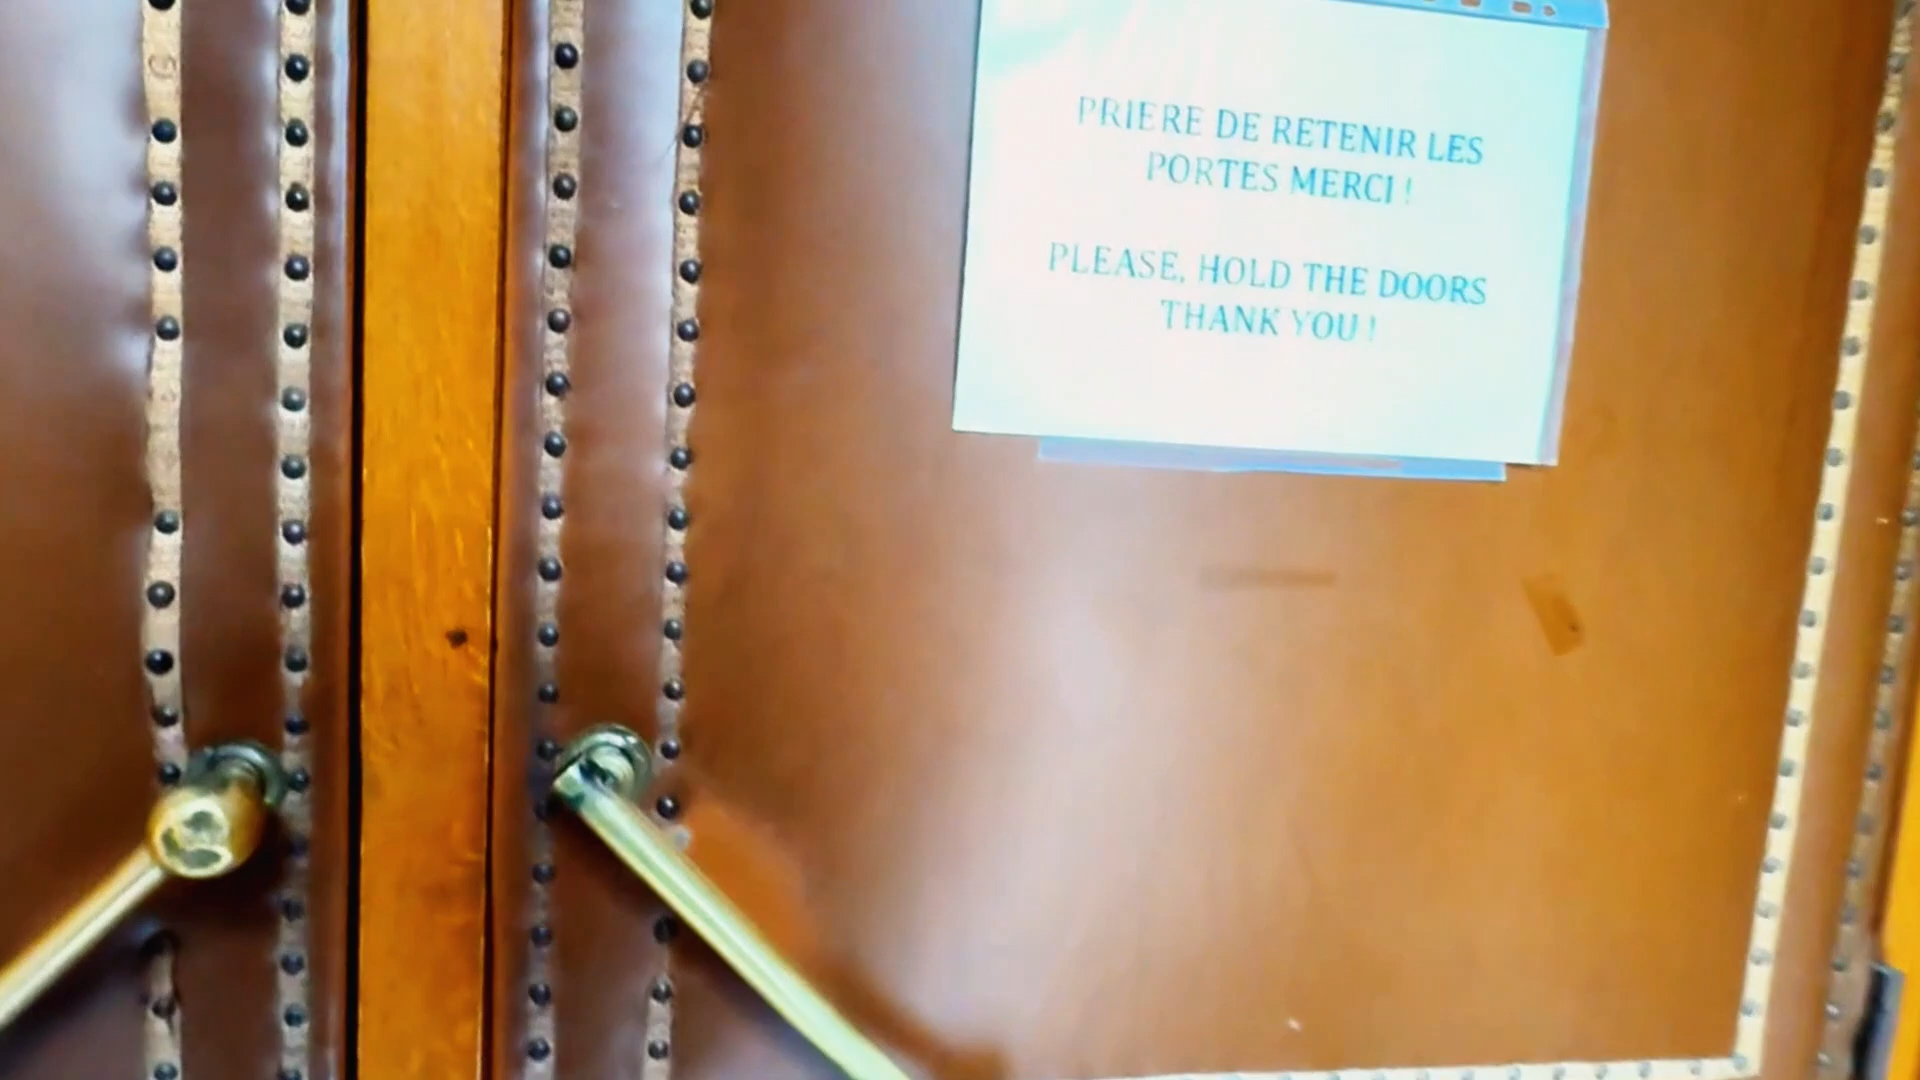 PRIERE DE RETENIR LES
PORTES MERCI !
PLEASE, HOLD THE DOORS
THANK YOU !